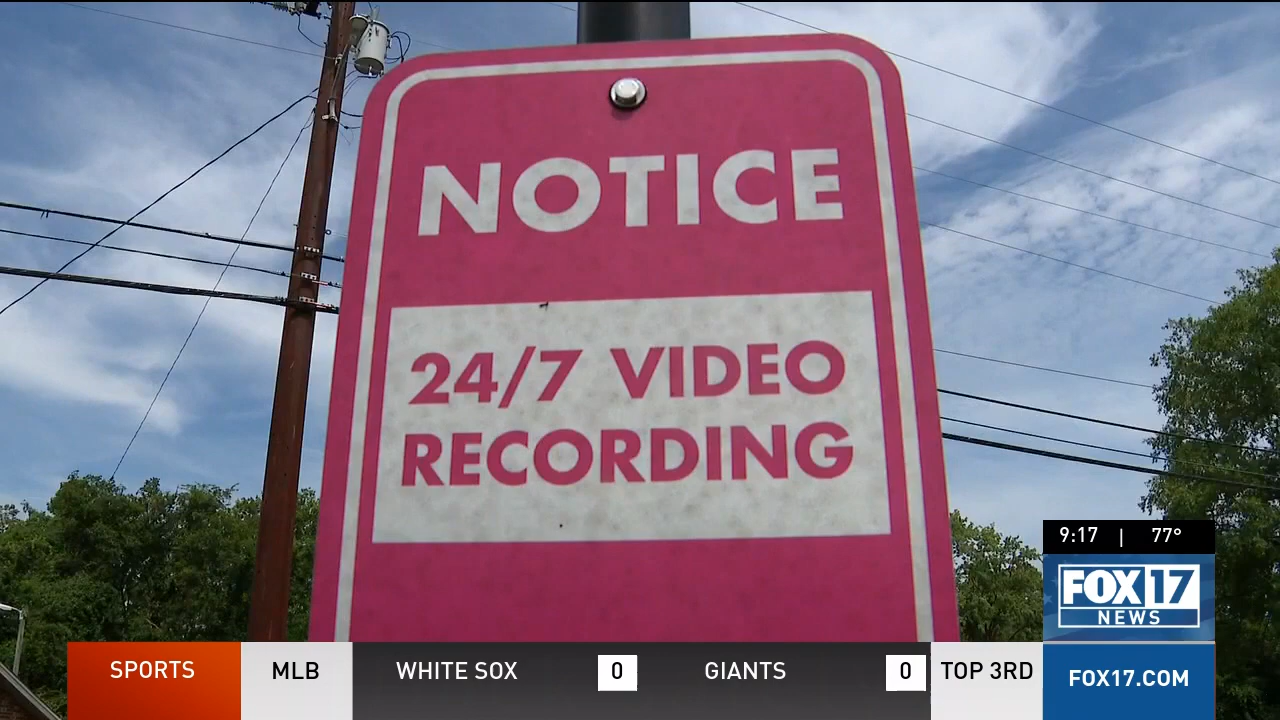 NOTICE
24/7 VIDEO
RECORDING
9:17 | 77°
FOX 17
NEWS
SPORTS MLB WHITE SOX 0 GIANTS 0 TOP 3RD
FOX17.COM